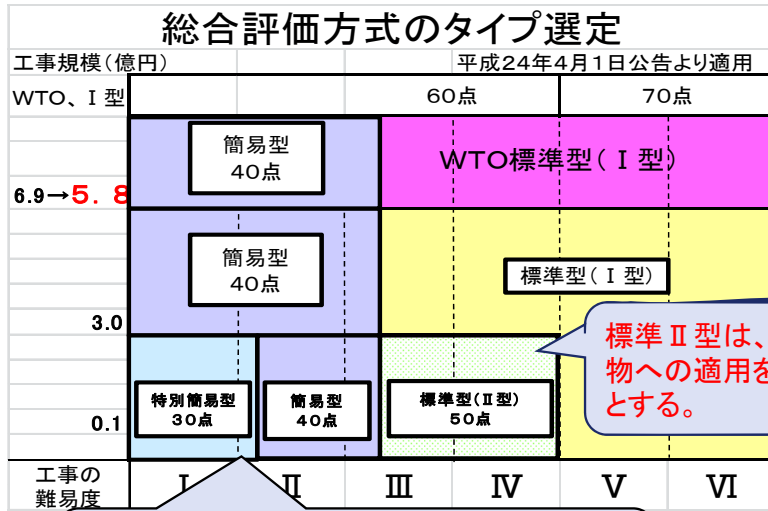 総合評価方式のタイプ選定
工事規模(億円)
平成24年4月1日公告より適用
WTO、Ⅰ型
60点
70点
簡易型
40点
WTO標準型(Ⅰ型)
6.9→5.8
簡易型
40点
標準型(Ⅰ型)
3.0
標準Ⅱ型は、
物への適用を
とする。
特別簡易型
30点
簡易型
40点
標準型(Ⅱ型)
50点
0.1
工事の
難易度
Ⅰ
Ⅱ
Ⅲ
Ⅳ
Ⅴ
Ⅵ